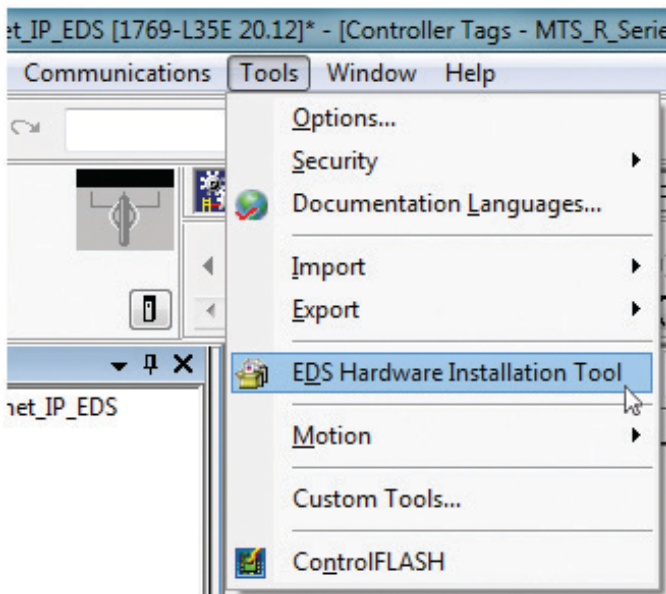 et_IP_EDS [1769-L35E 20.12]* - [Controller Tags - MTS_R_Serie
Communications Tools Window Help
Options...
Security
Documentation Languages...
Import
Export
EDS Hardware Installation Tool
net_IP_EDS
Motion
Custom Tools...
ControlFLASH